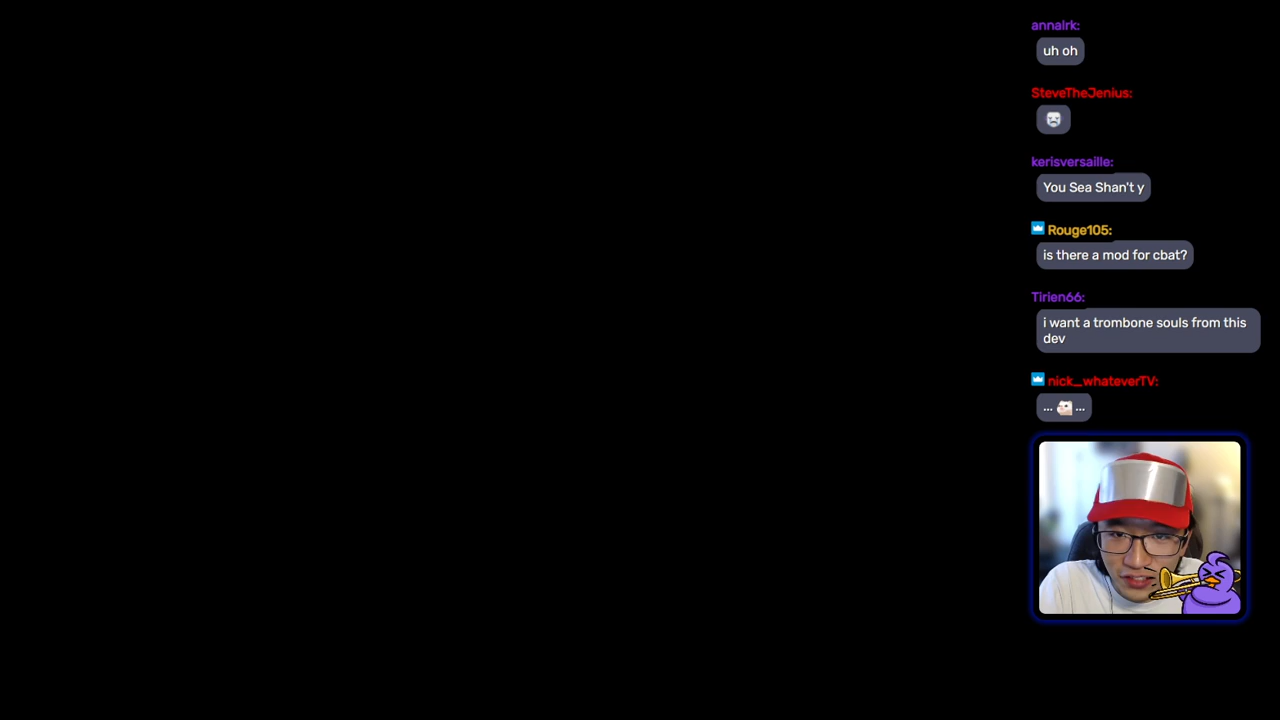 annalrk:
uh oh
SteveTheJenius:
kerisversaille:
You Sea Shan't y
Rouge105:
is there a mod for cbat?
Tirien66:
i want a trombone souls from this
dev
nick_whateverTV:
... ...